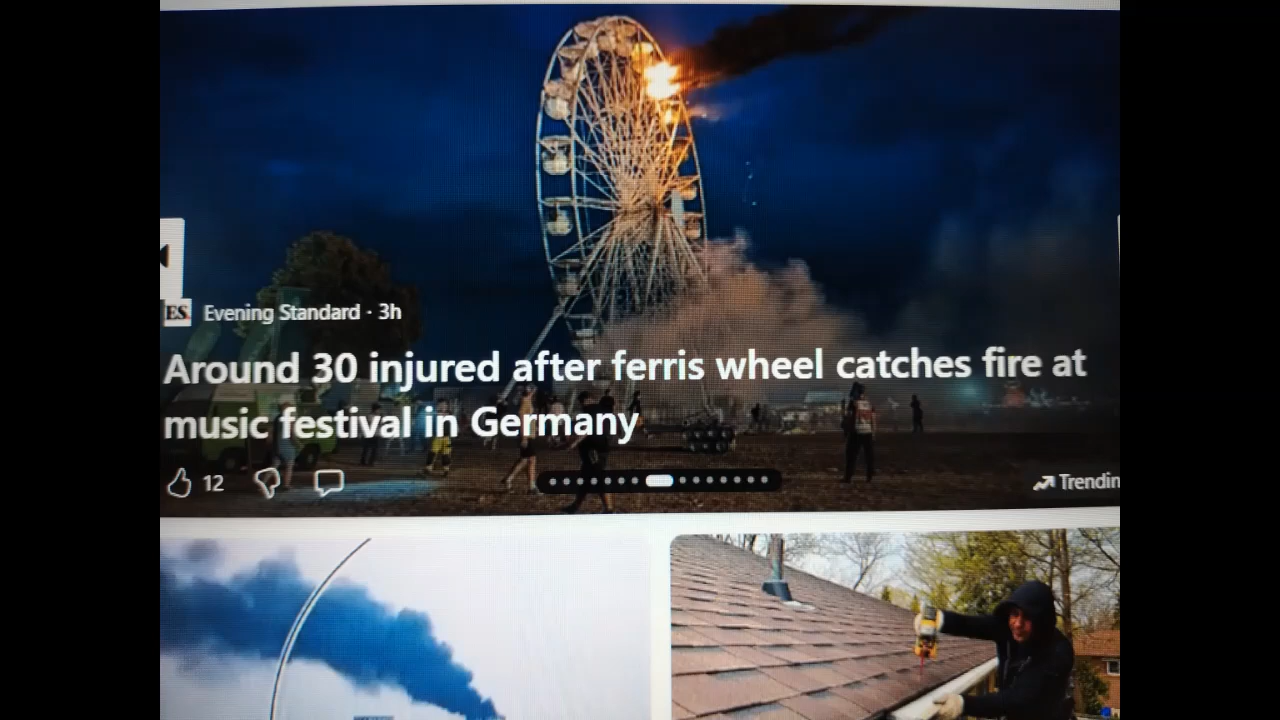 ES
Evening Standard · 3h
Around 30 injured after ferris wheel catches fire at
music festival in Germany
12
Trendin